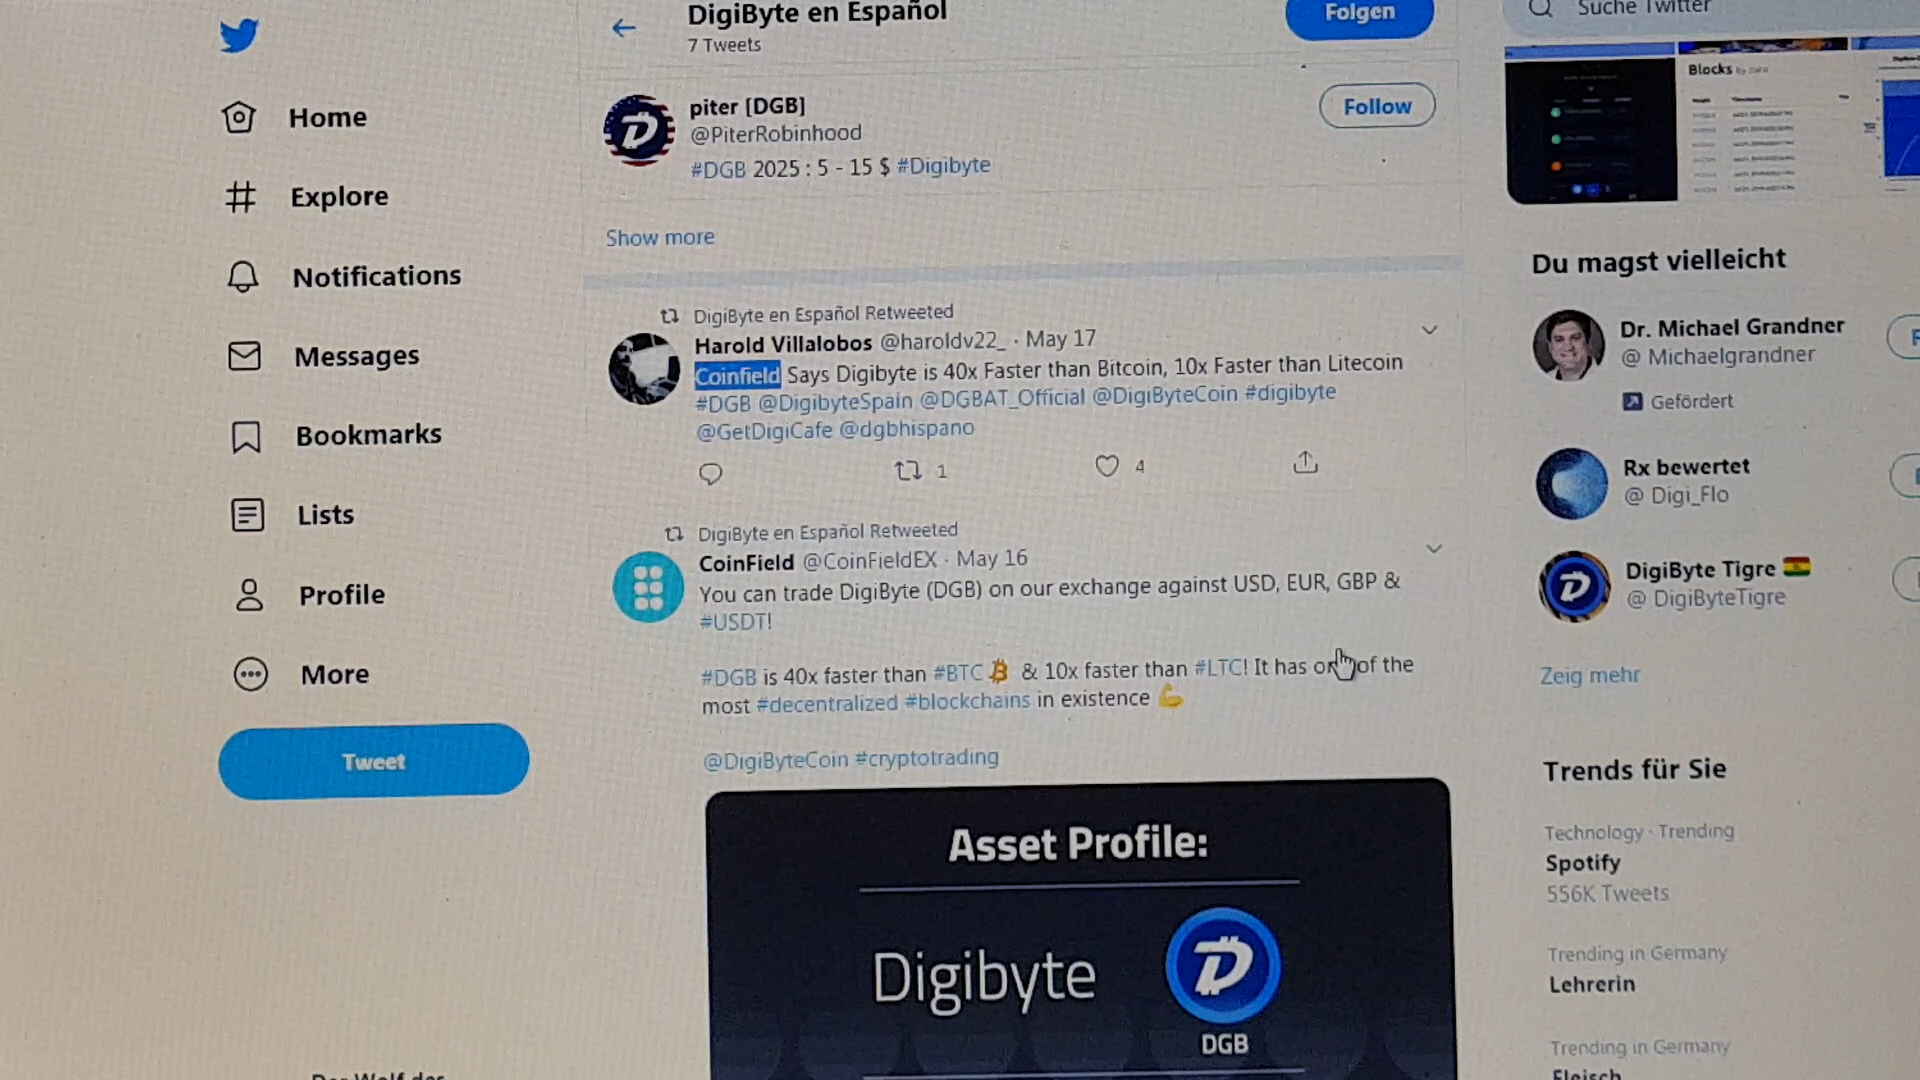 DigiByte en Español
7 Tweets
Folgen
Suche Twitter
Home
Explore
Notifications
Messages
Bookmarks
Lists
Profile
More
Tweet
piter [DGB]
@PiterRobinhood
#DGB 2025 : 5 - 15 $ #Digibyte
Follow
Show more
DigiByte en Español Retweeted
Harold Villalobos @haroldv22_ · May 17
Coinfield Says Digibyte is 40x Faster than Bitcoin, 10x Faster than Litecoin
#DGB @DigibyteSpain @DGBAT_Official @DigiByteCoin #digibyte
@GetDigiCafe @dgbhispano
1
4
DigiByte en Español Retweeted
CoinField @CoinFieldEX · May 16
You can trade DigiByte (DGB) on our exchange against USD, EUR, GBP &
#USDT!
#DGB is 40x faster than #BTC & 10x faster than #LTC! It has of the
most #decentralized #blockchains in existence
@DigiByteCoin #cryptotrading
Asset Profile:
Digibyte
DGB
Blocks
Du magst vielleicht
Dr. Michael Grandner
@ Michaelgrandner
Gefördert
Rx bewertet
@ Digi_Flo
DigiByte Tigre
@ DigiByteTigre
Zeig mehr
Trends für Sie
Technology · Trending
Spotify
556K Tweets
Trending in Germany
Lehrerin
Trending in Germany
Fleisch